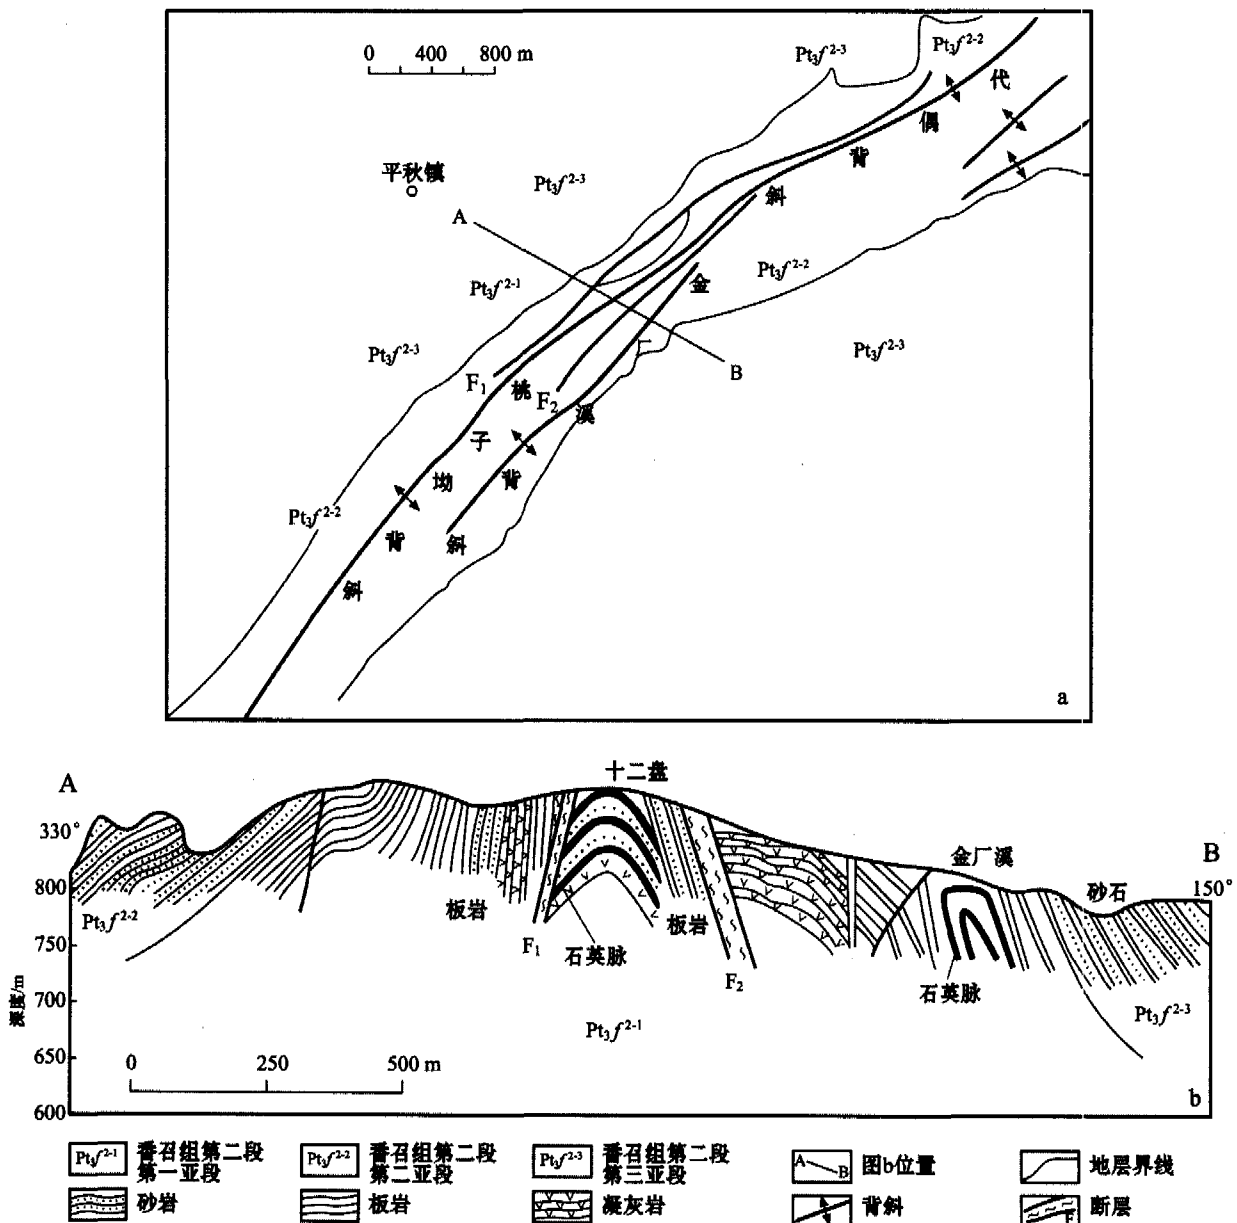 0 400 800 m
Pt₃f²⁻³
Pt₃f²⁻²
代
偶
背
斜
平秋镇
Pt₃f²⁻³
A
Pt₃f²⁻²
金
Pt₃f²⁻¹
Pt₃f²⁻³
Pt₃f²⁻³
B
F₁
桃
F₂
溪
子
坳
背
Pt₃f²⁻²
背
斜
斜
a
A
十二盘
330°
金厂溪
B
800
砂石
150°
板岩
板岩
Pt₃f²⁻²
750
F₁
石英脉
F₂
石英脉
700
深度/m
Pt₃f²⁻³
Pt₃f²⁻¹
650
0 250 500 m
600
b
Pt₃f²⁻¹ 番召组第二段
第一亚段
Pt₃f²⁻² 番召组第二段
第二亚段
Pt₃f²⁻³ 番召组第二段
第三亚段
A B 图b位置
地层界线
砂岩
板岩
凝灰岩
背斜
F 断层